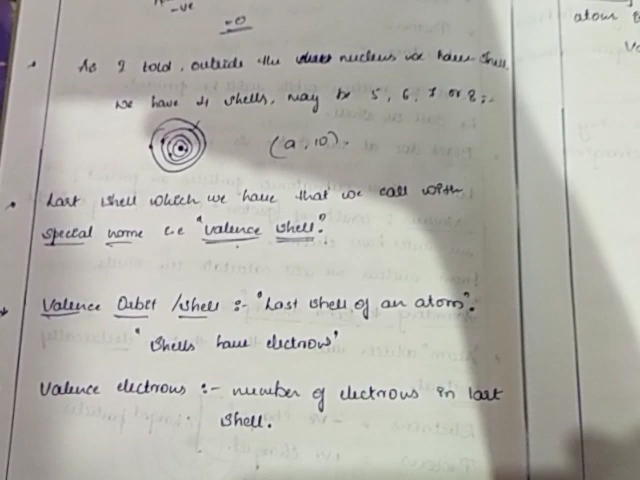 -ve
=0
As I told, outside the nucleus we have shell.
we have 4 shells, may be 5, 6, 7 or 8 :-
(a, 10).
Last shell which we have that we call with
special name i.e "valence shell."
Valence Orbit /shell :- "Last shell of an atom".
"Shells have electrons"
Valence electrons :- number of electrons in last
shell.
atom